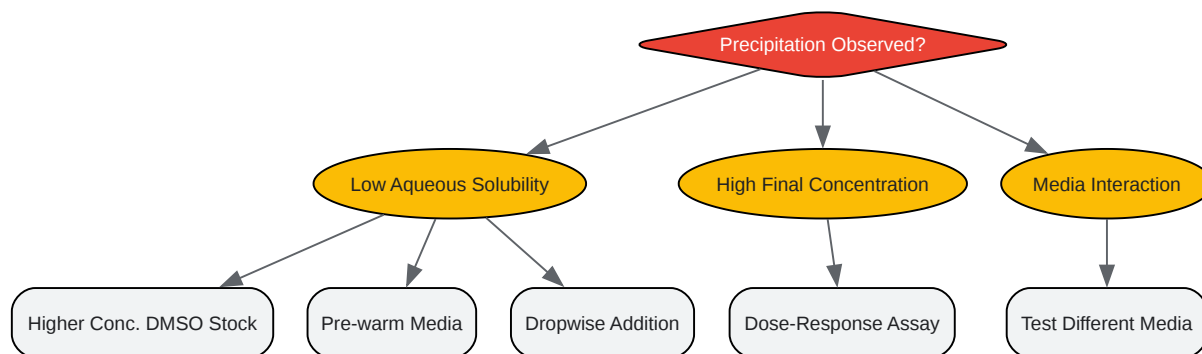 Precipitation Observed?
Low Aqueous Solubility
High Final Concentration
Media Interaction
Higher Conc. DMSO Stock
Pre-warm Media
Dropwise Addition
Dose-Response Assay
Test Different Media